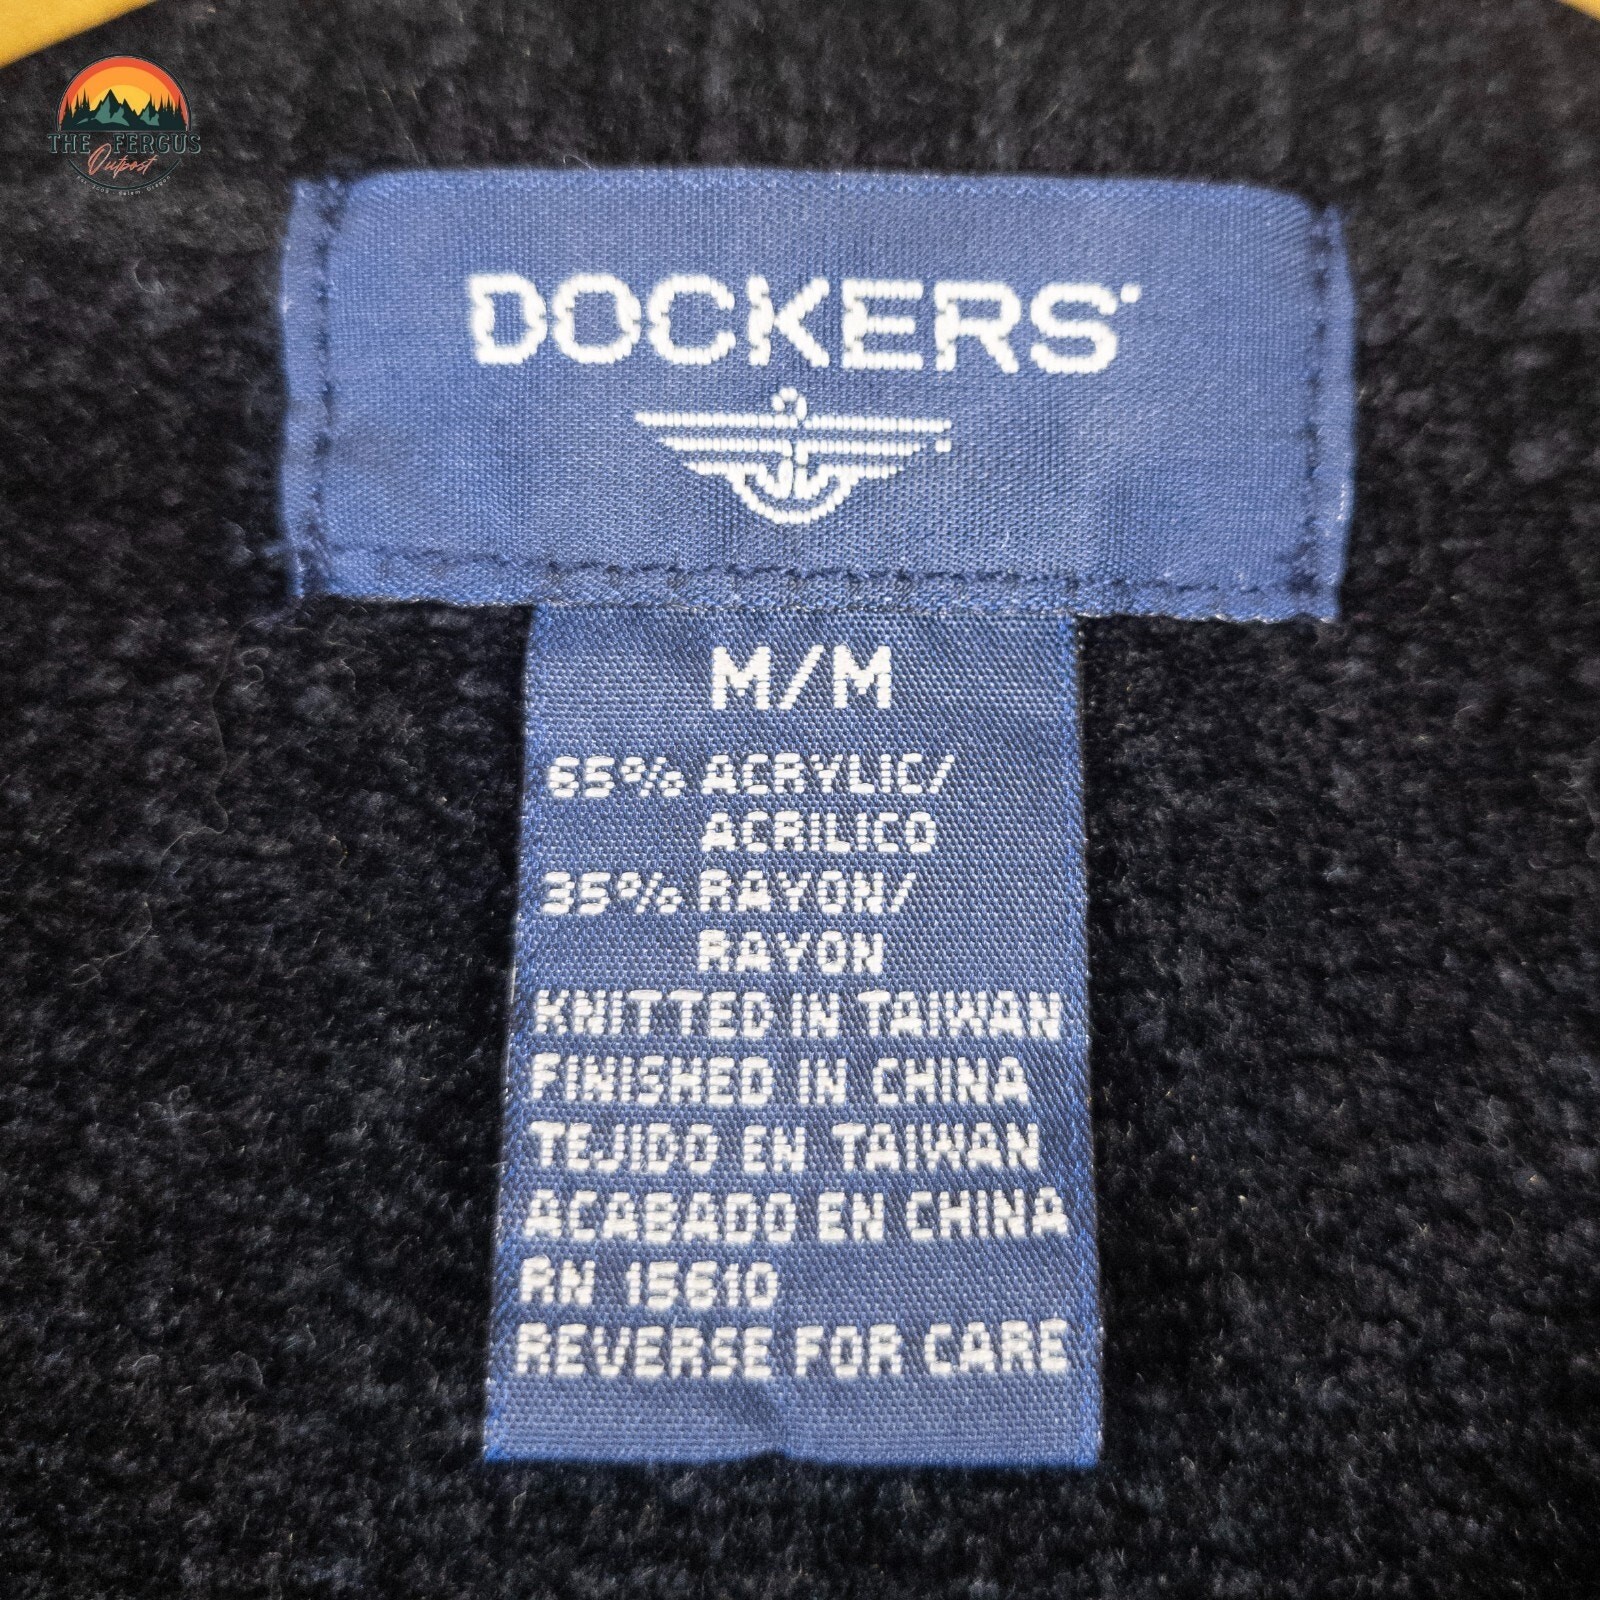 THE FERGUS
Outpost
DOCKERS
M/M
65% ACRYLIC/
ACRILICO
35% RAYON/
RAYON
KNITTED IN TAIWAN
FINISHED IN CHINA
TEJIDO EN TAIWAN
ACABADO EN CHINA
RN 15610
REVERSE FOR CARE